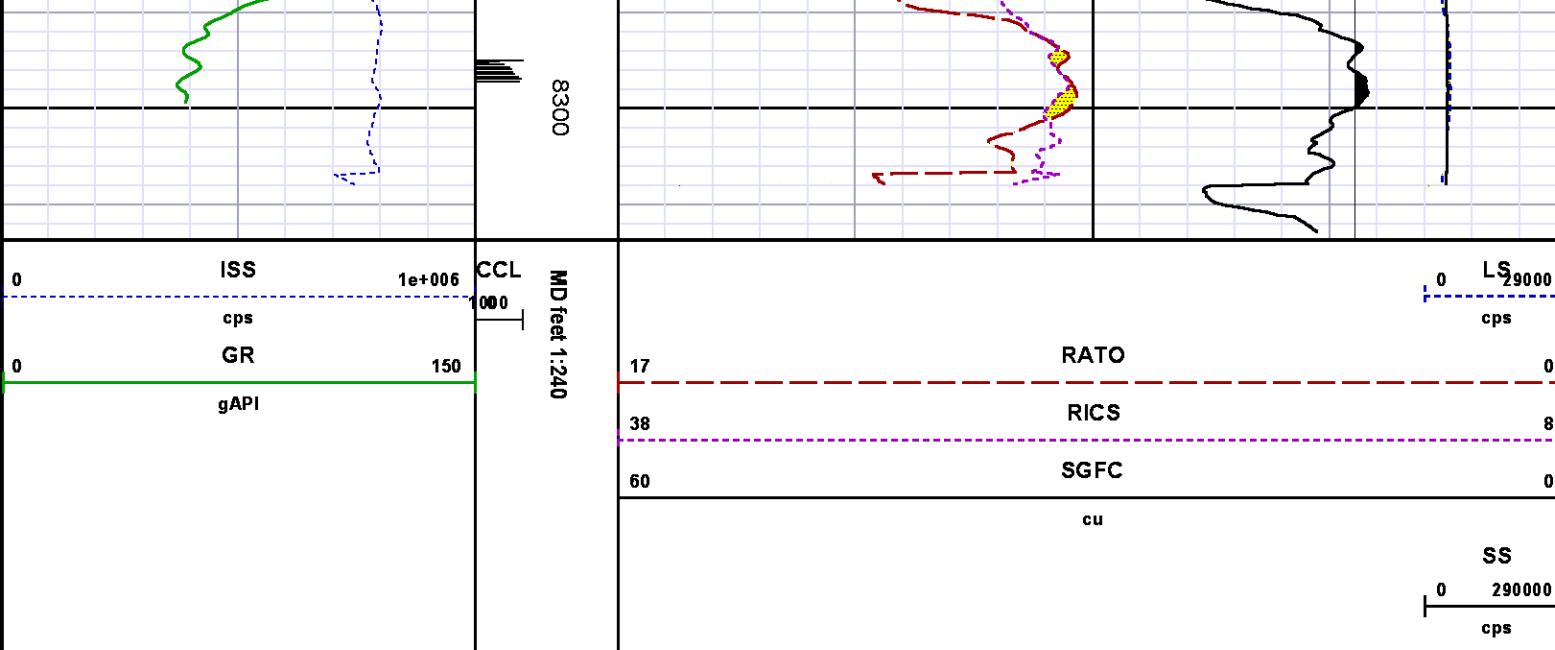 8300
ISS
0 1e+006
cps
GR
0 150
gAPI
CCL
MD feet 1:240
LS
0 29000
cps
RATO
17 0
RICS
38 8
SGFC
60 0
cu
SS
0 290000
cps